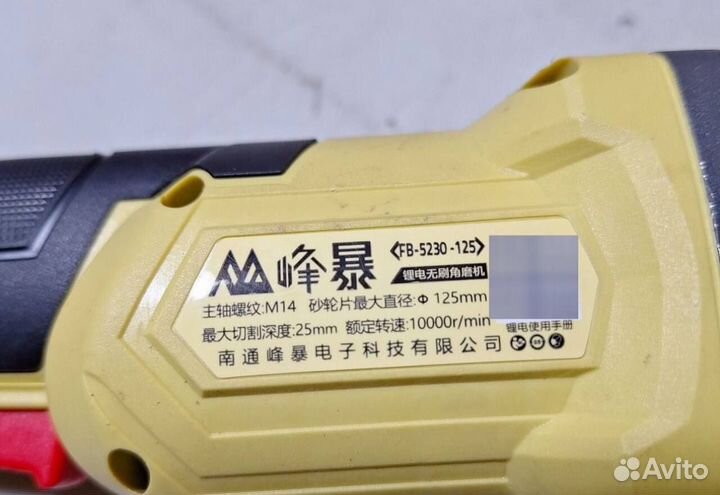 峰暴 <FB-5230-125>
锂电无刷角磨机
主轴螺纹:M14 砂轮片最大直径:Φ 125mm
最大切割深度:25mm 额定转速:10000r/min
锂电使用手册
南通峰暴电子科技有限公司
Avito